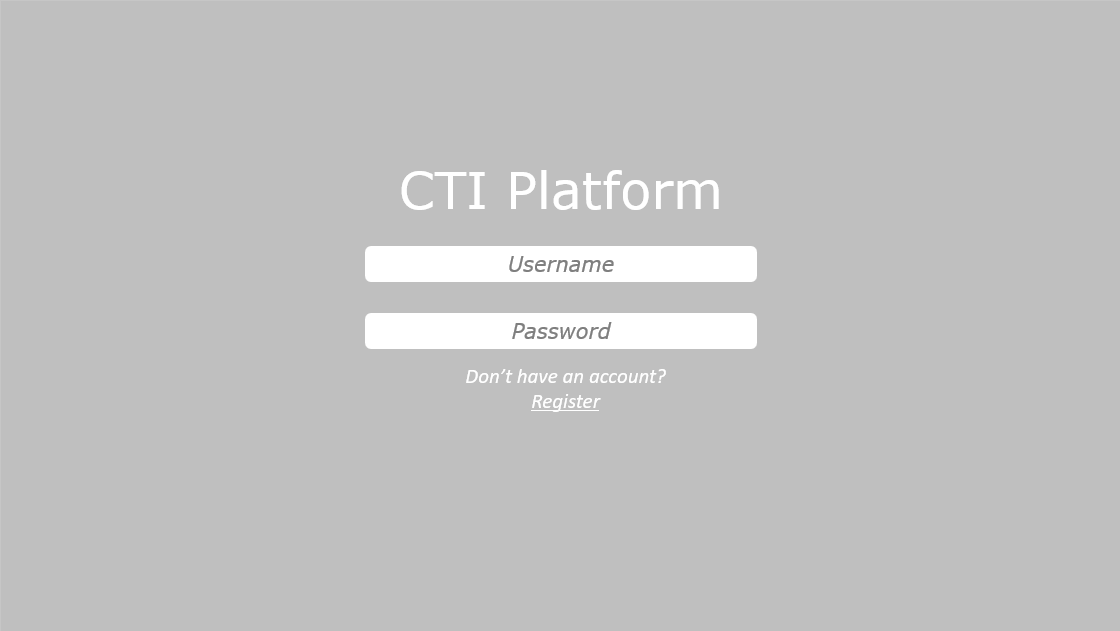 CTI Platform
Username
Password
Don’t have an account?
Register